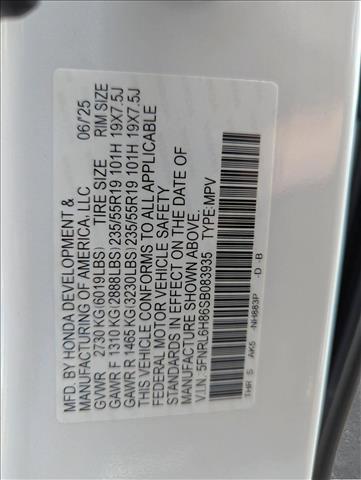 MFD. BY HONDA DEVELOPMENT &
MANUFACTURING OF AMERICA, LLC 06/'25
GVWR 2730 KG(6019LBS) TIRE SIZE RIM SIZE
GAWR F 1310 KG(2888LBS)235/55R19 101H 19X7.5J
GAWR R 1465 KG(3230LBS)235/55R19 101H 19X7.5J
THIS VEHICLE CONFORMS TO ALL APPLICABLE
FEDERAL MOTOR VEHICLE SAFETY
STANDARDS IN EFFECT ON THE DATE OF
MANUFACTURE SHOWN ABOVE.
V.I.N.: 5FNRL6H86SB083935 TYPE:MPV
THR S AK5 -NH883P -D -B